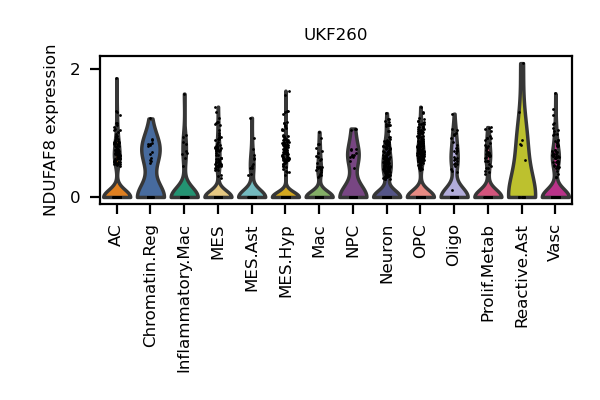 UKF260
NDUFAF8 expression
2
0
AC
Chromatin.Reg
Inflammatory.Mac
MES
MES.Ast
MES.Hyp
Mac
NPC
Neuron
OPC
Oligo
Prolif.Metab
Reactive.Ast
Vasc